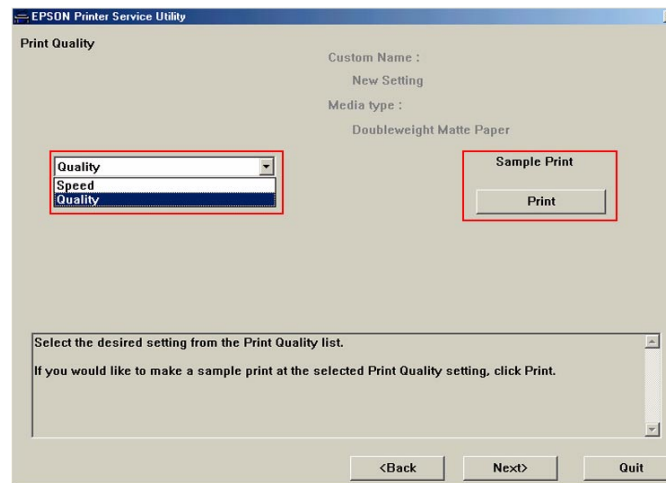 EPSON Printer Service Utility
Print Quality
Custom Name :
New Setting
Media type :
Doubleweight Matte Paper
Quality
Speed
Quality
Sample Print
Print
Select the desired setting from the Print Quality list.
If you would like to make a sample print at the selected Print Quality setting, click Print.
<Back
Next>
Quit